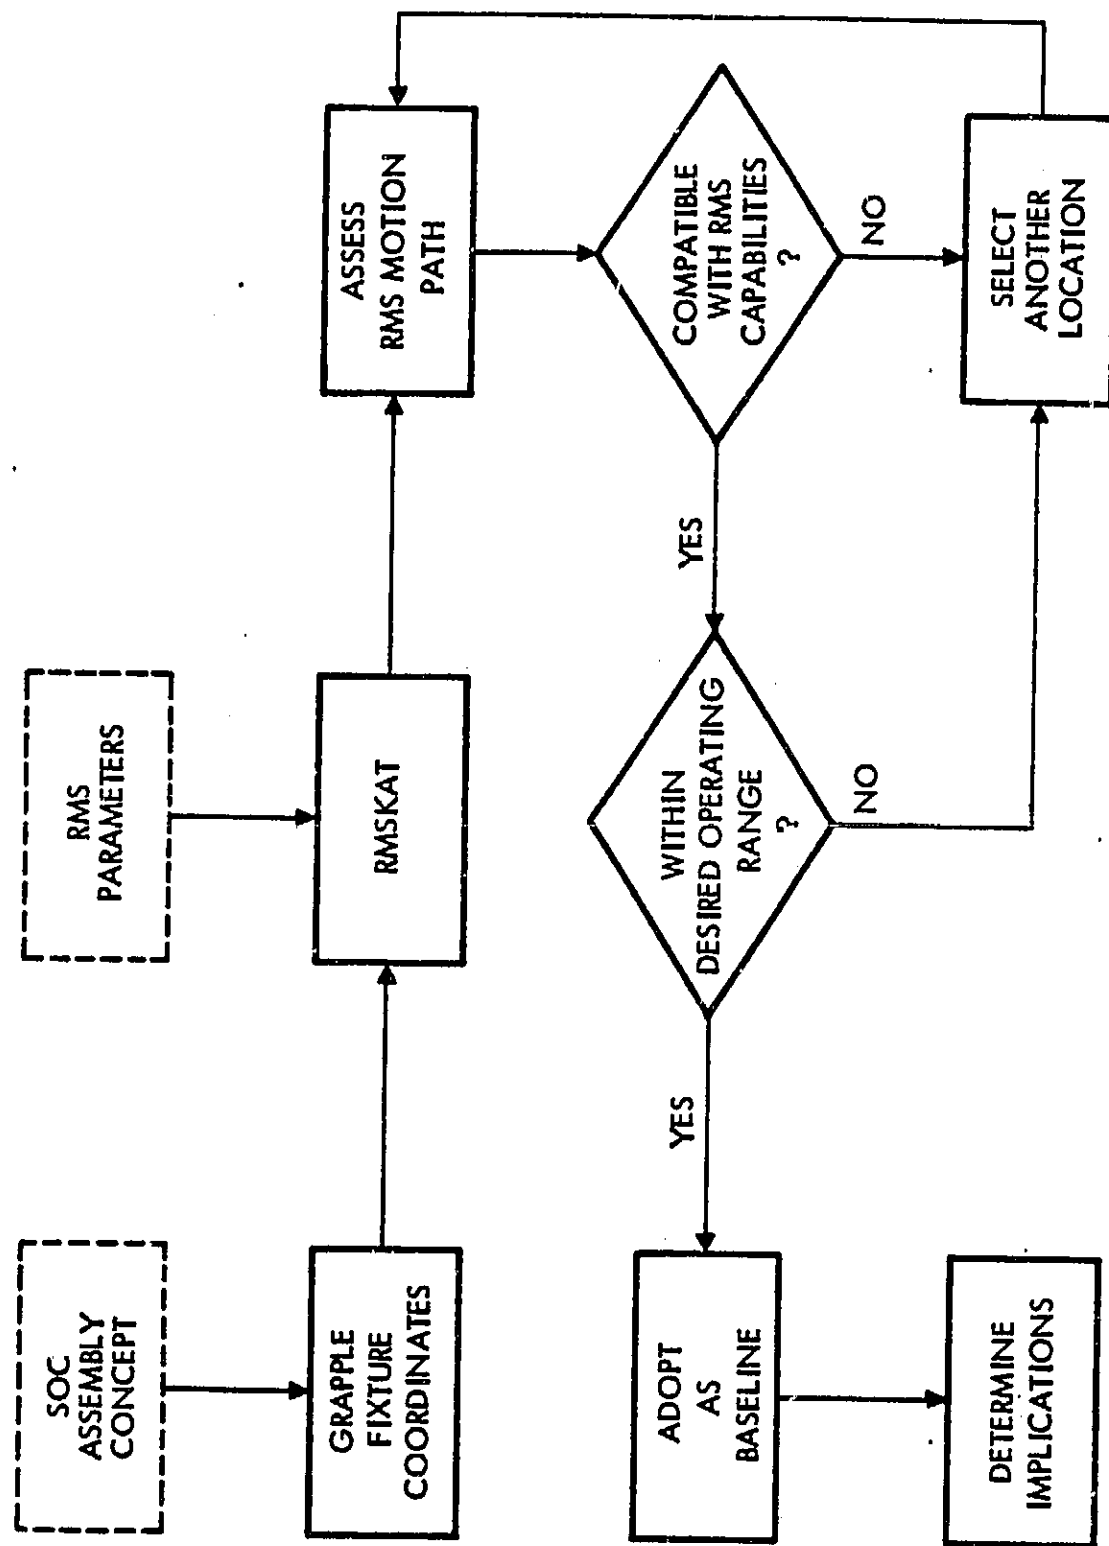 SOC
ASSEMBLY
CONCEPT
RMS
PARAMETERS
GRAPPLE
FIXTURE
COORDINATES
RMSKAT
ASSESS
RMS MOTION
PATH
COMPATIBLE
WITH RMS
CAPABILITIES
?
NO
YES
WITHIN
DESIRED OPERATING
RANGE
?
NO
YES
SELECT
ANOTHER
LOCATION
ADOPT
AS
BASELINE
DETERMINE
IMPLICATIONS